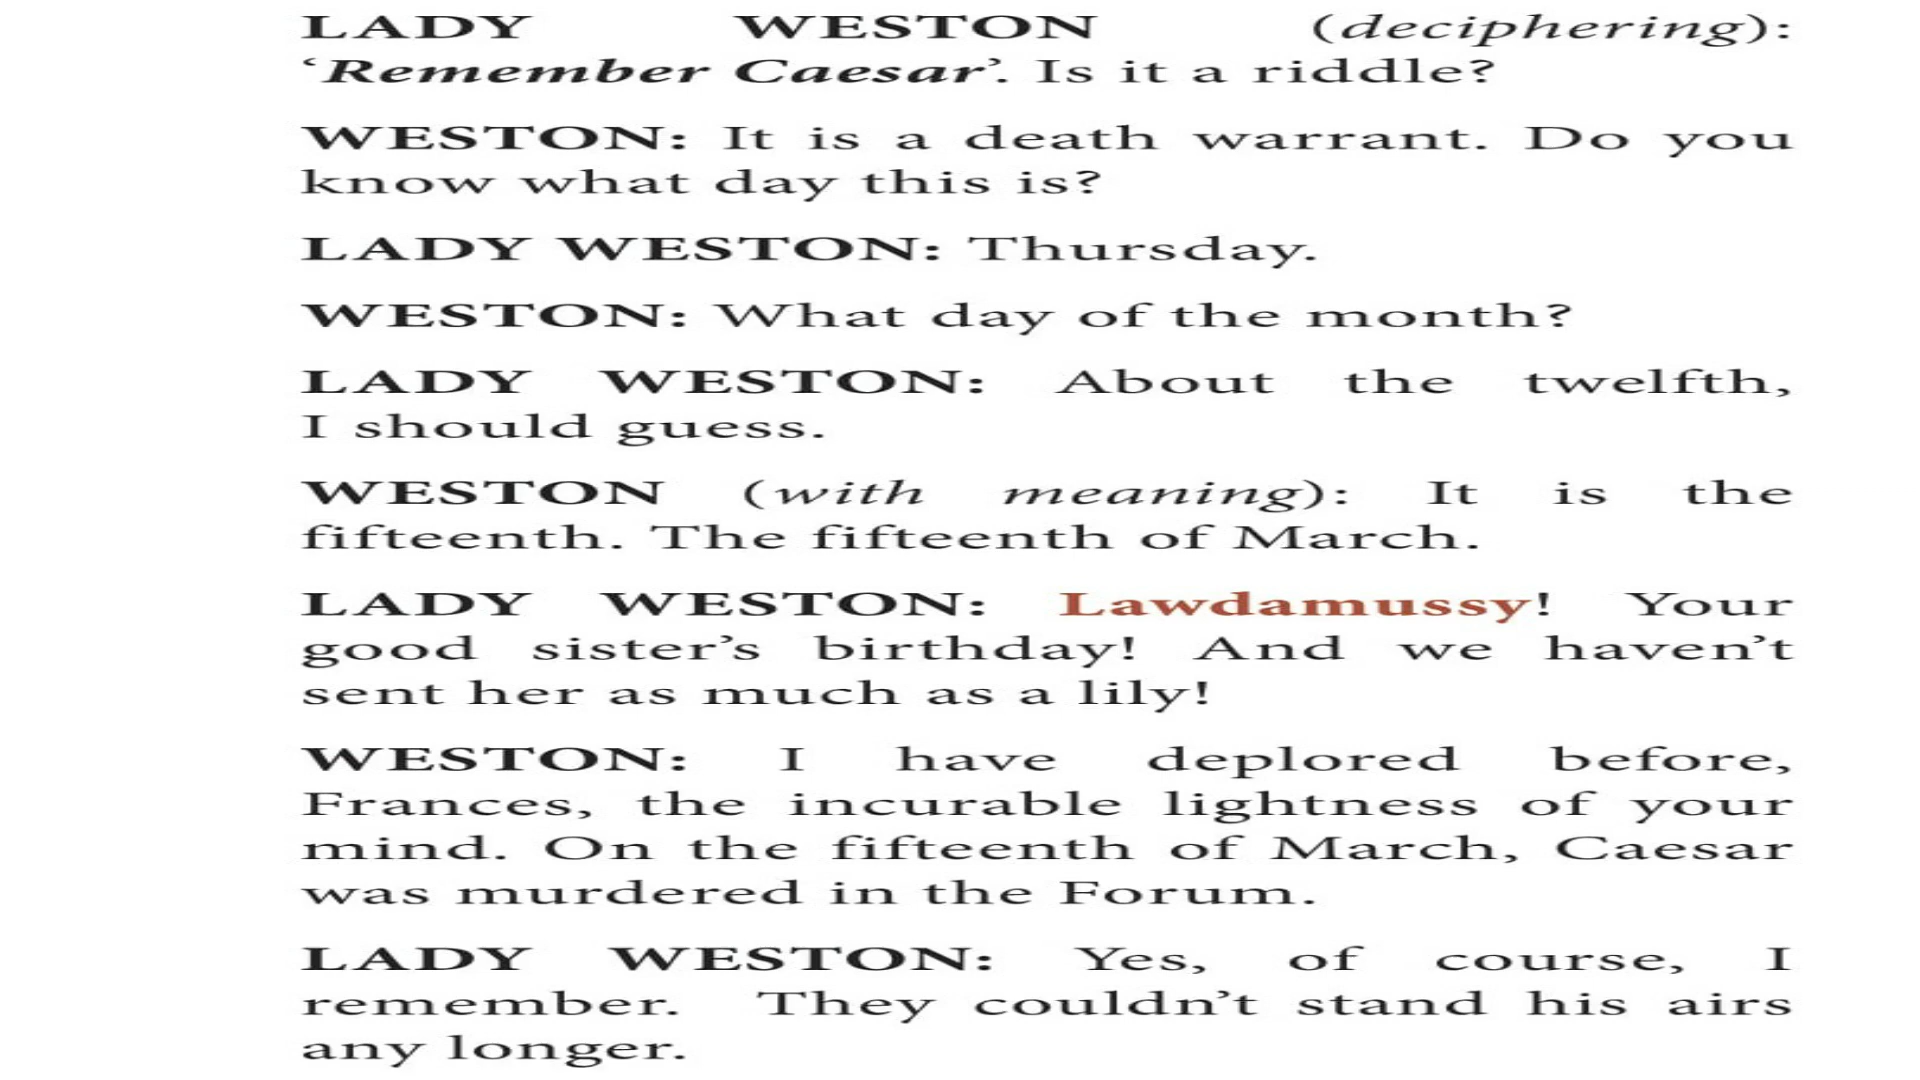 LADY WESTON (deciphering):
‘Remember Caesar’. Is it a riddle?
WESTON: It is a death warrant. Do you
know what day this is?
LADY WESTON: Thursday.
WESTON: What day of the month?
LADY WESTON: About the twelfth,
I should guess.
WESTON (with meaning): It is the
fifteenth. The fifteenth of March.
LADY WESTON: Lawdamussy! Your
good sister’s birthday! And we haven’t
sent her as much as a lily!
WESTON: I have deplored before,
Frances, the incurable lightness of your
mind. On the fifteenth of March, Caesar
was murdered in the Forum.
LADY WESTON: Yes, of course, I
remember. They couldn’t stand his airs
any longer.